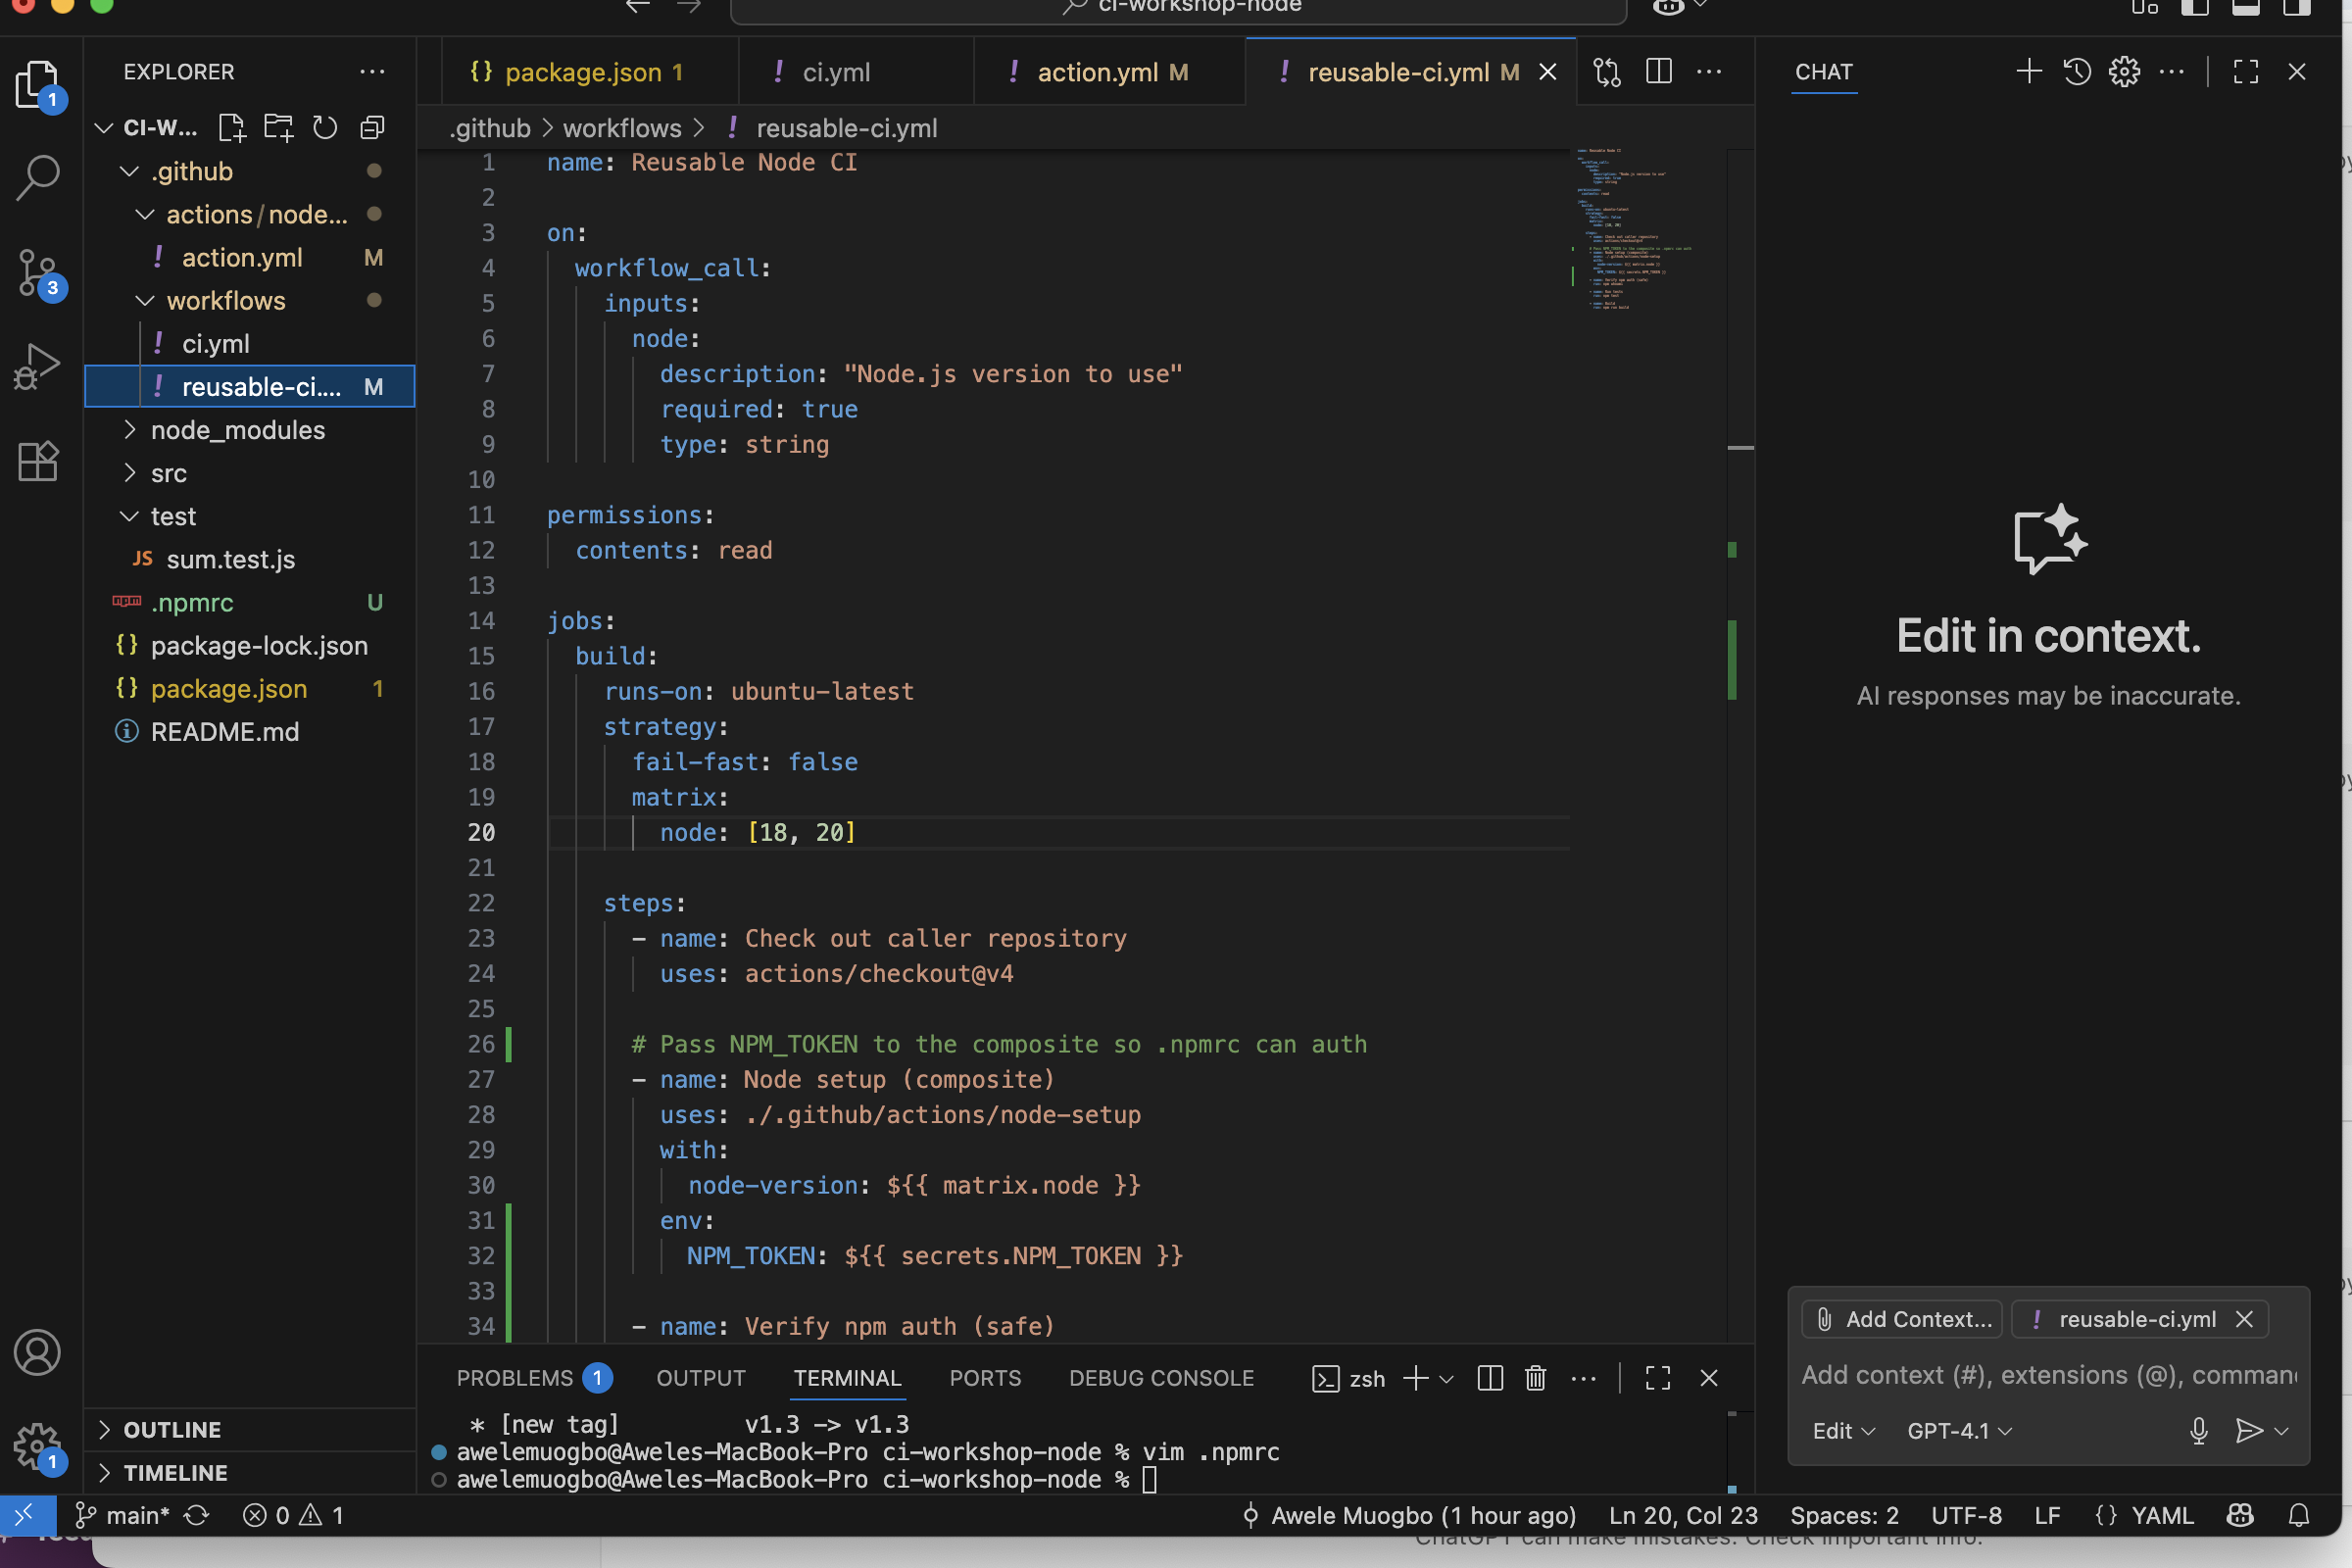 ci-workshop-node
EXPLORER
CI-W...
.github
actions/node...
action.yml M
workflows
ci.yml
reusable-ci.... M
node_modules
src
test
JS sum.test.js
.npmrc U
package-lock.json
package.json 1
README.md
OUTLINE
TIMELINE
1
3
1
{} package.json 1
! ci.yml
! action.yml M
! reusable-ci.yml M
.github > workflows > ! reusable-ci.yml
1 name: Reusable Node CI
2
3 on:
4 workflow_call:
5 inputs:
6 node:
7 description: "Node.js version to use"
8 required: true
9 type: string
10
11 permissions:
12 contents: read
13
14 jobs:
15 build:
16 runs-on: ubuntu-latest
17 strategy:
18 fail-fast: false
19 matrix:
20 node: [18, 20]
21
22 steps:
23 - name: Check out caller repository
24 uses: actions/checkout@v4
25
26 # Pass NPM_TOKEN to the composite so .npmrc can auth
27 - name: Node setup (composite)
28 uses: ./.github/actions/node-setup
29 with:
30 node-version: ${{ matrix.node }}
31 env:
32 NPM_TOKEN: ${{ secrets.NPM_TOKEN }}
33
34 - name: Verify npm auth (safe)
PROBLEMS 1 OUTPUT TERMINAL PORTS DEBUG CONSOLE zsh
* [new tag] v1.3 -> v1.3
awelemuogbo@Aweles-MacBook-Pro ci-workshop-node % vim .npmrc
awelemuogbo@Aweles-MacBook-Pro ci-workshop-node %
CHAT
Edit in context.
AI responses may be inaccurate.
Add Context... ! reusable-ci.yml
Add context (#), extensions (@), comman
Edit GPT-4.1
main* 0 1 Awele Muogbo (1 hour ago) Ln 20, Col 23 Spaces: 2 UTF-8 LF {} YAML
ChatGPT can make mistakes. Check important info.